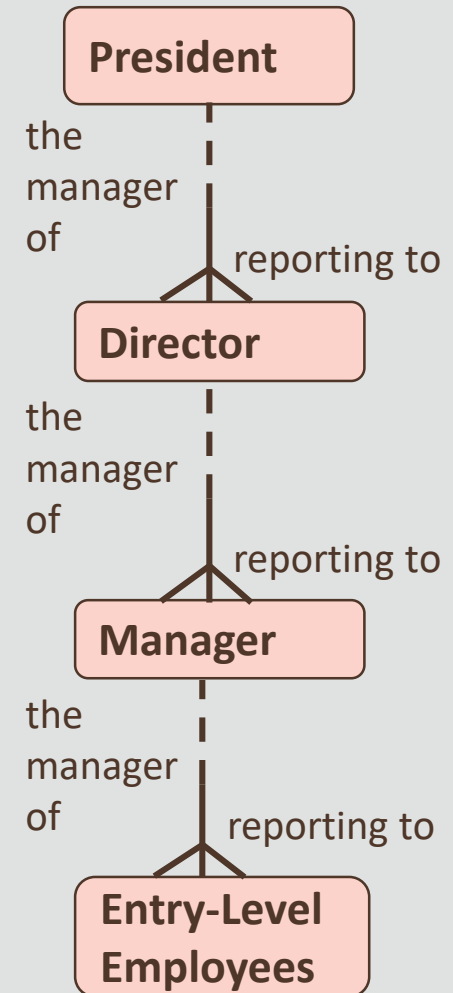 President
the
manager
of
reporting to
Director
the
manager
of
reporting to
Manager
the
manager
of
reporting to
Entry-Level
Employees